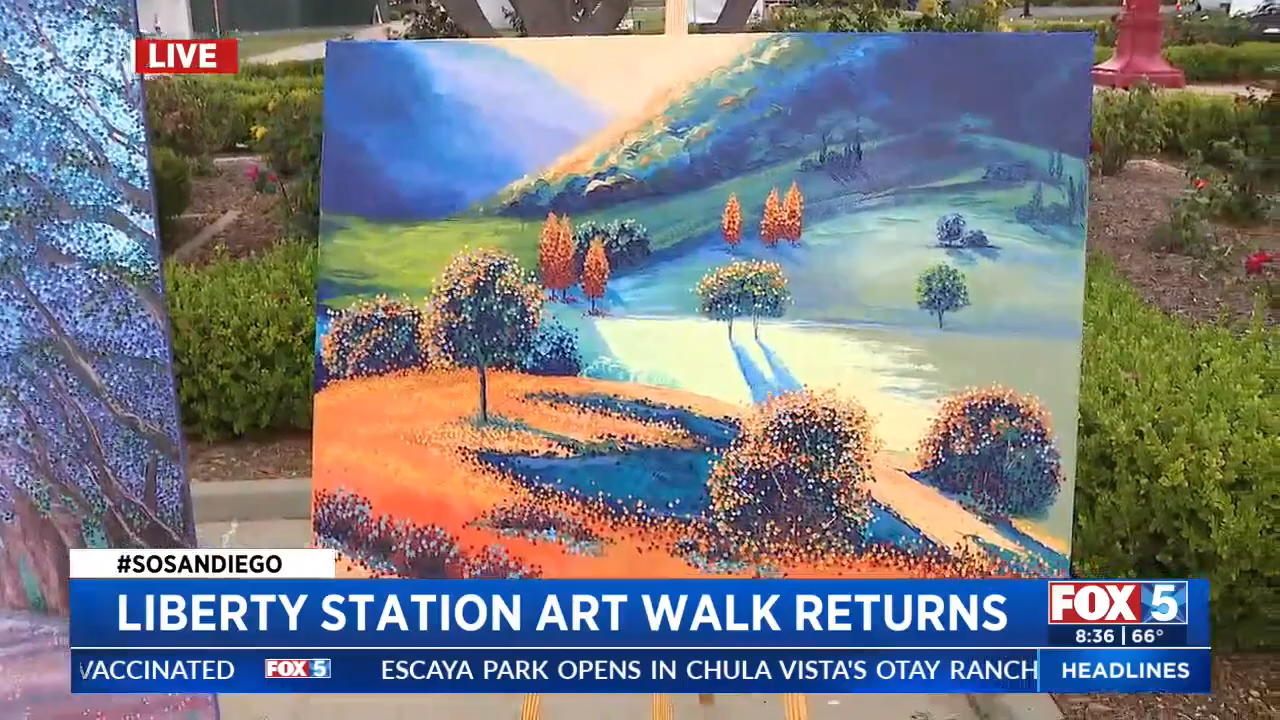 LIVE
#SOSANDIEGO
LIBERTY STATION ART WALK RETURNS
FOX 5
8:36 | 66°
VACCINATED FOX 5 ESCAYA PARK OPENS IN CHULA VISTA'S OTAY RANCH
HEADLINES